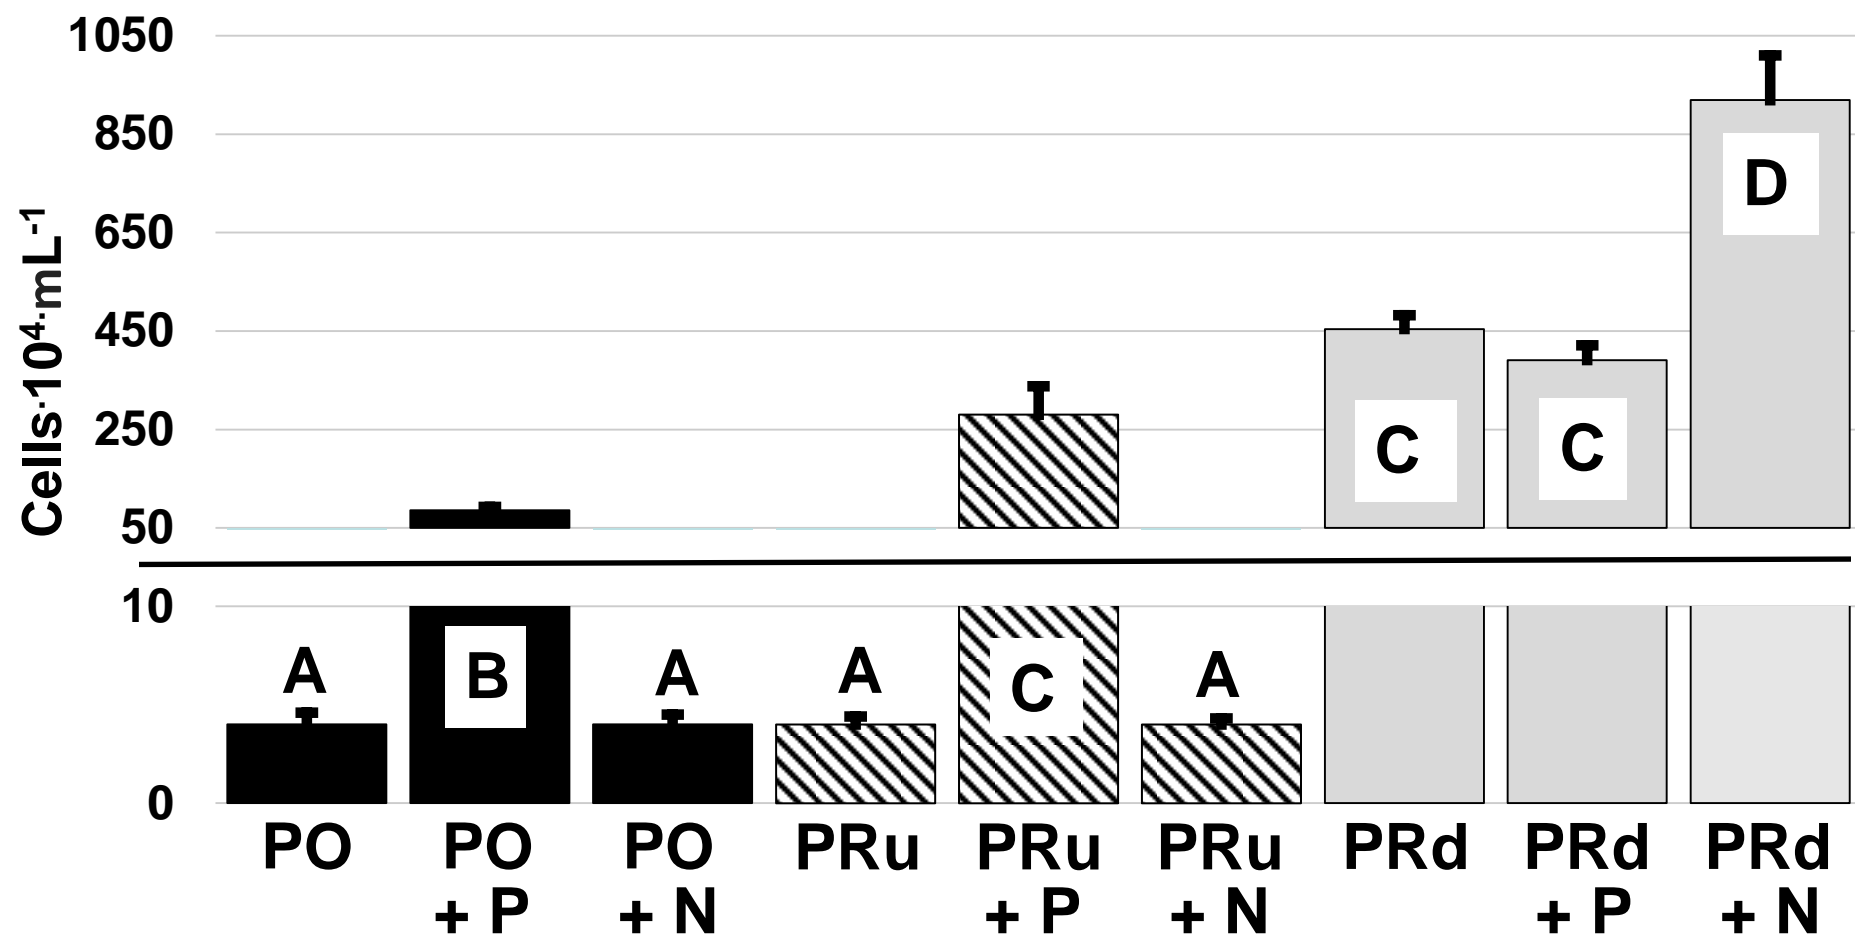 1050
850
650
450
250
50
10
0
Cells·10⁴·mL⁻¹
D
C C
A B A A C A
PO PO PO PRu PRu PRu PRd PRd PRd
+ P + N + P + N + P + N